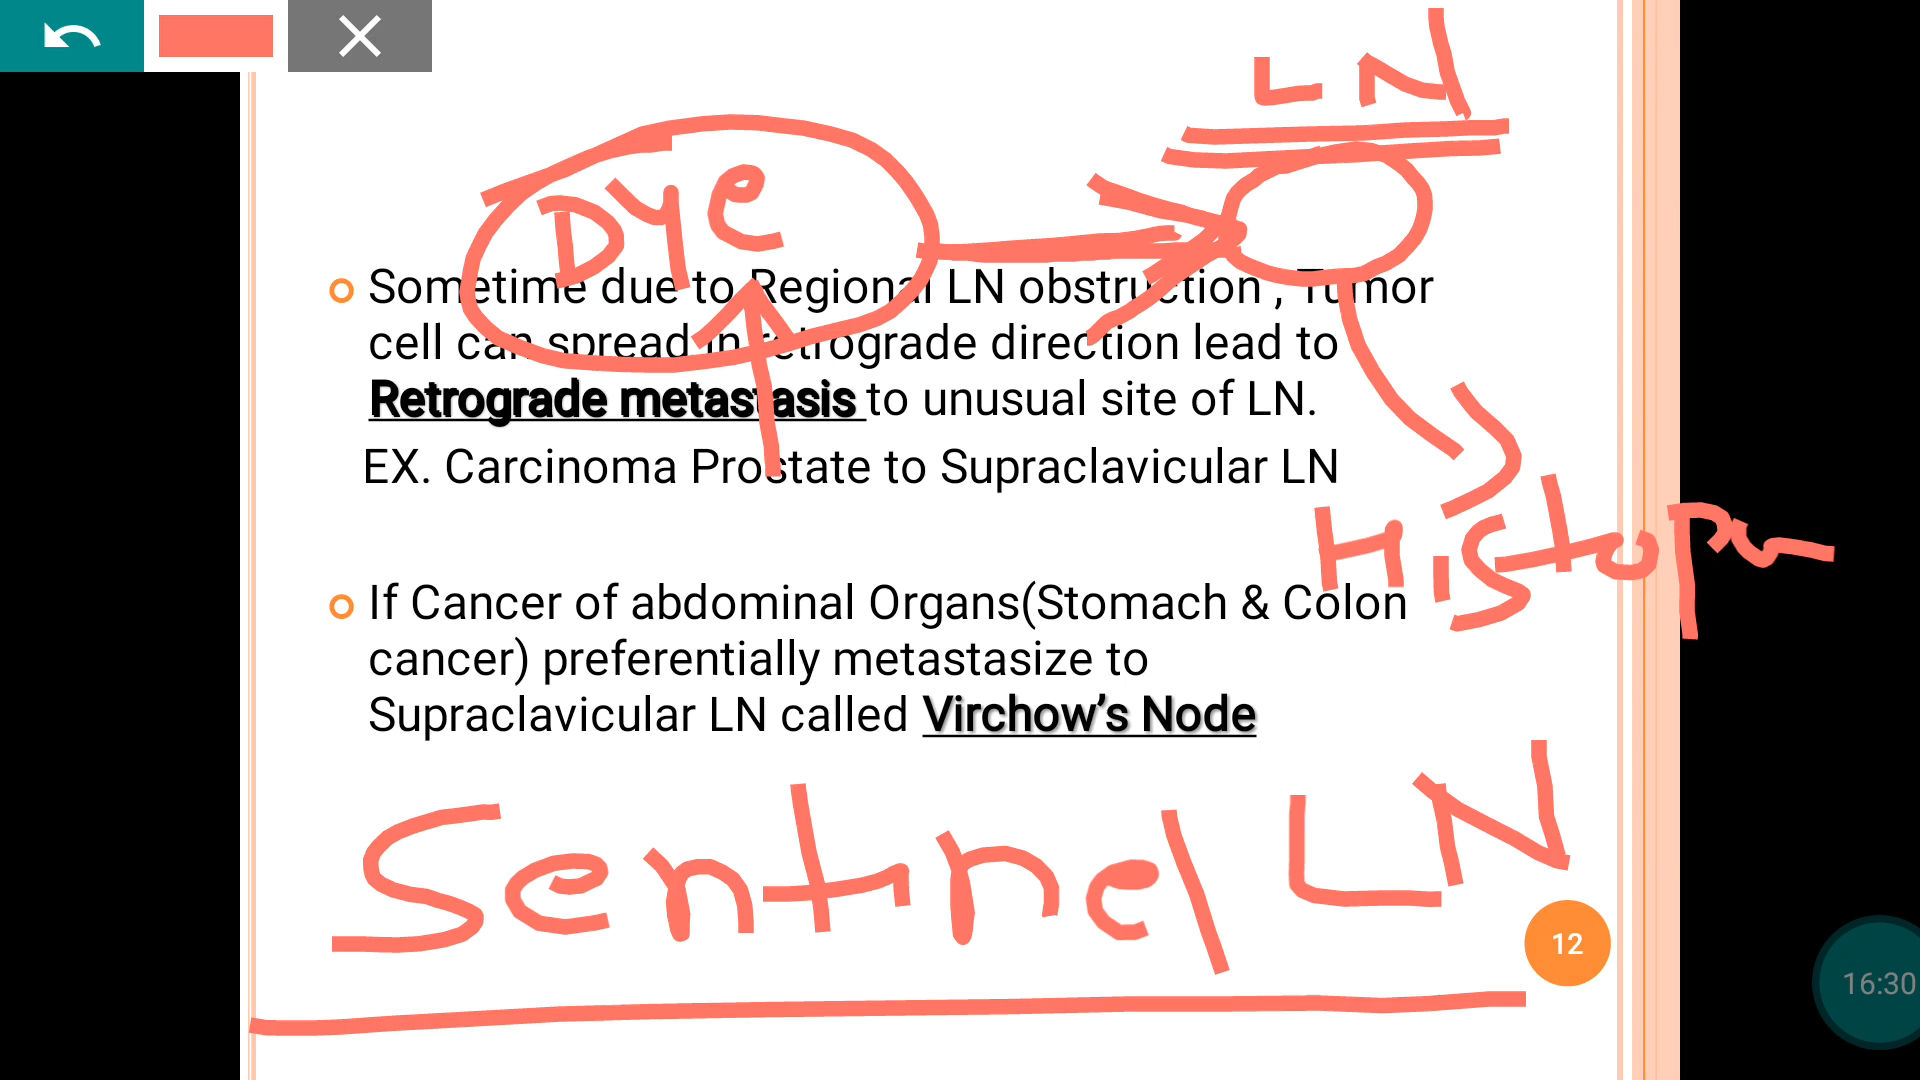 LN
Dye
Sometime due to Regional LN obstruction , Tumor
cell can spread in retrograde direction lead to
Retrograde metastasis to unusual site of LN.
EX. Carcinoma Prostate to Supraclavicular LN
If Cancer of abdominal Organs(Stomach & Colon
cancer) preferentially metastasize to
Supraclavicular LN called Virchow's Node
Sentinel LN
12
16:30